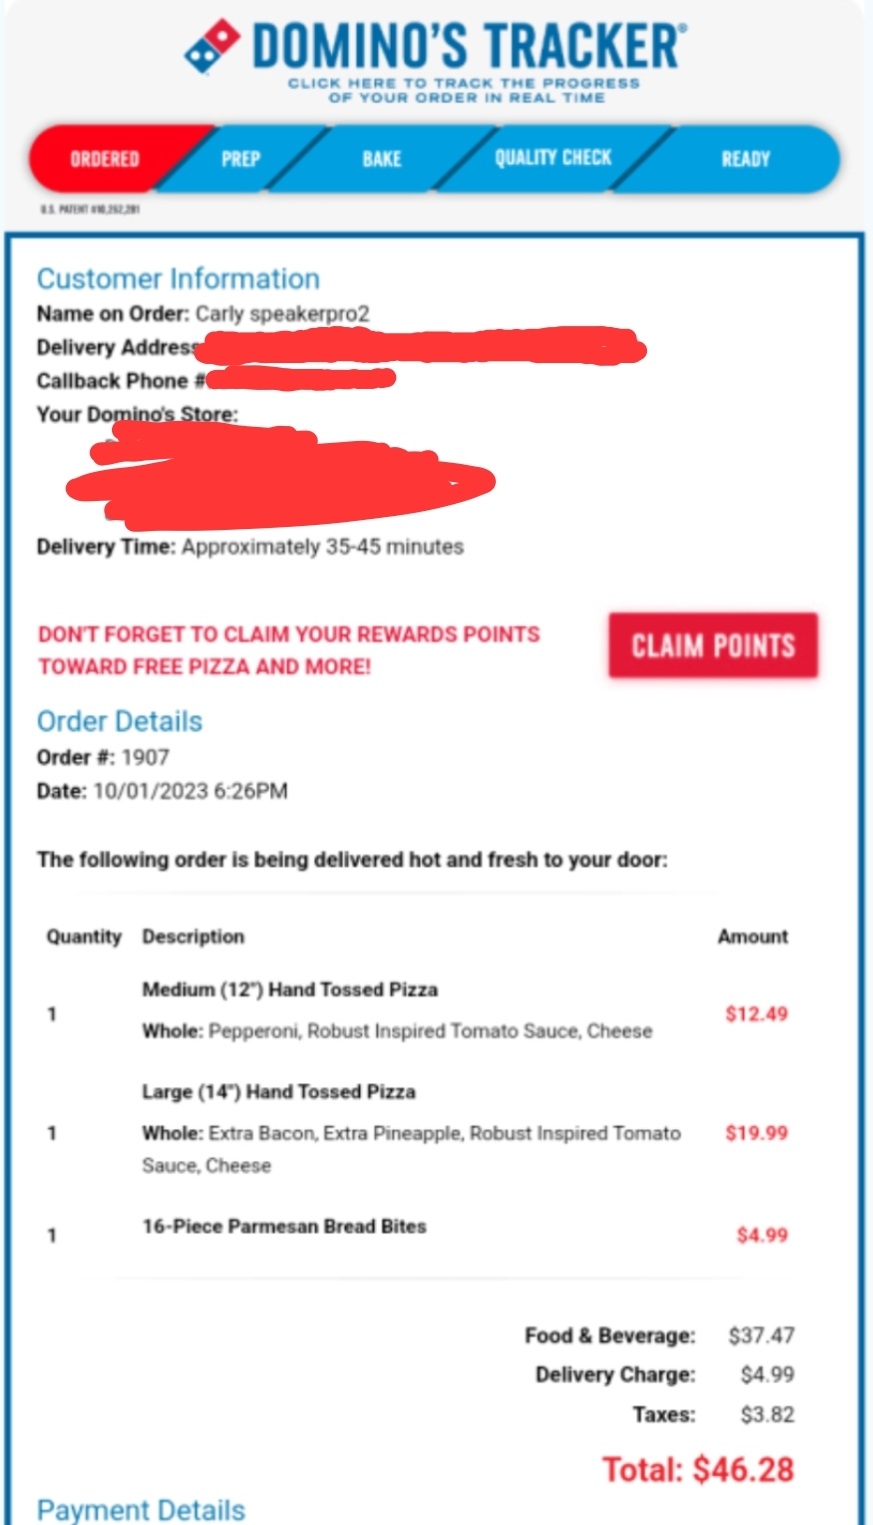 DOMINO'S TRACKER®
CLICK HERE TO TRACK THE PROGRESS
OF YOUR ORDER IN REAL TIME
ORDERED PREP BAKE QUALITY CHECK READY
U.S. PATENT #10,262,281
Customer Information
Name on Order: Carly speakerpro2
Delivery Address
Callback Phone #
Your Domino's Store:
Delivery Time: Approximately 35-45 minutes
DON'T FORGET TO CLAIM YOUR REWARDS POINTS
TOWARD FREE PIZZA AND MORE!
CLAIM POINTS
Order Details
Order #: 1907
Date: 10/01/2023 6:26PM
The following order is being delivered hot and fresh to your door:
Quantity Description Amount
Medium (12") Hand Tossed Pizza
1 $12.49
Whole: Pepperoni, Robust Inspired Tomato Sauce, Cheese
Large (14") Hand Tossed Pizza
1 Whole: Extra Bacon, Extra Pineapple, Robust Inspired Tomato $19.99
Sauce, Cheese
1 16-Piece Parmesan Bread Bites $4.99
Food & Beverage: $37.47
Delivery Charge: $4.99
Taxes: $3.82
Total: $46.28
Payment Details